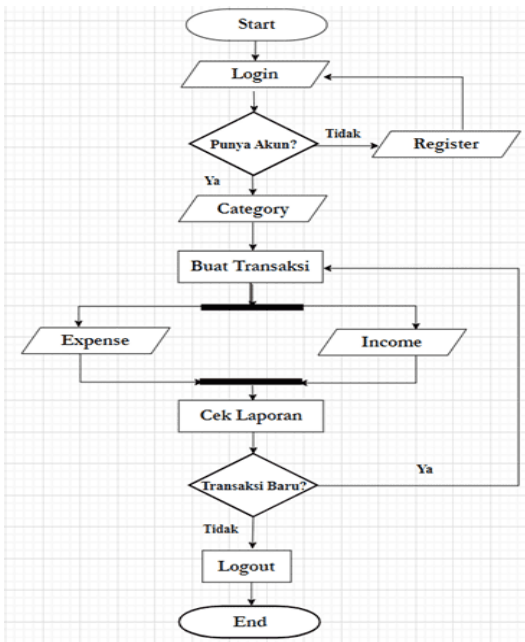 Start
Login
Punya Akun?
Tidak
Register
Ya
Category
Buat Transaksi
Expense
Income
Cek Laporan
Transaksi Baru?
Ya
Tidak
Logout
End